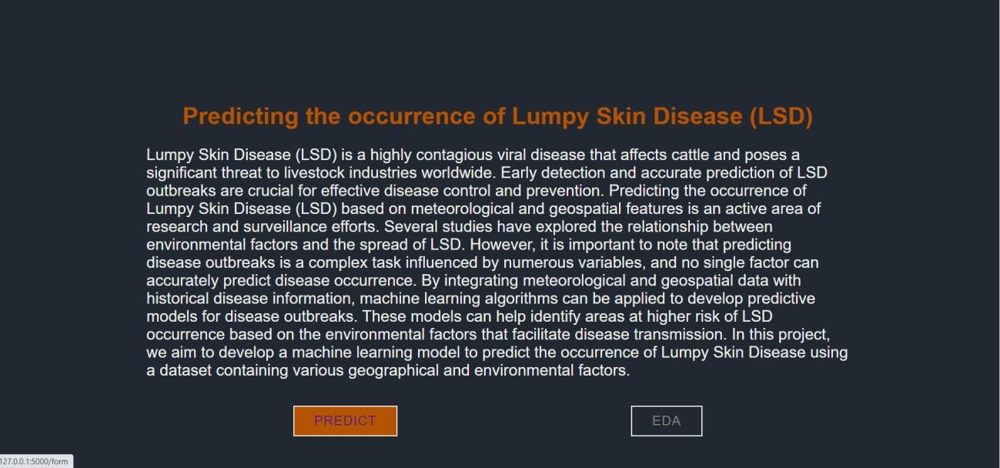 Predicting the occurrence of Lumpy Skin Disease (LSD)
Lumpy Skin Disease (LSD) is a highly contagious viral disease that affects cattle and poses a
significant threat to livestock industries worldwide. Early detection and accurate prediction of LSD
outbreaks are crucial for effective disease control and prevention. Predicting the occurrence of
Lumpy Skin Disease (LSD) based on meteorological and geospatial features is an active area of
research and surveillance efforts. Several studies have explored the relationship between
environmental factors and the spread of LSD. However, it is important to note that predicting
disease outbreaks is a complex task influenced by numerous variables, and no single factor can
accurately predict disease occurrence. By integrating meteorological and geospatial data with
historical disease information, machine learning algorithms can be applied to develop predictive
models for disease outbreaks. These models can help identify areas at higher risk of LSD
occurrence based on the environmental factors that facilitate disease transmission. In this project,
we aim to develop a machine learning model to predict the occurrence of Lumpy Skin Disease using
a dataset containing various geographical and environmental factors.
PREDICT EDA
127.0.0.1:5000/form